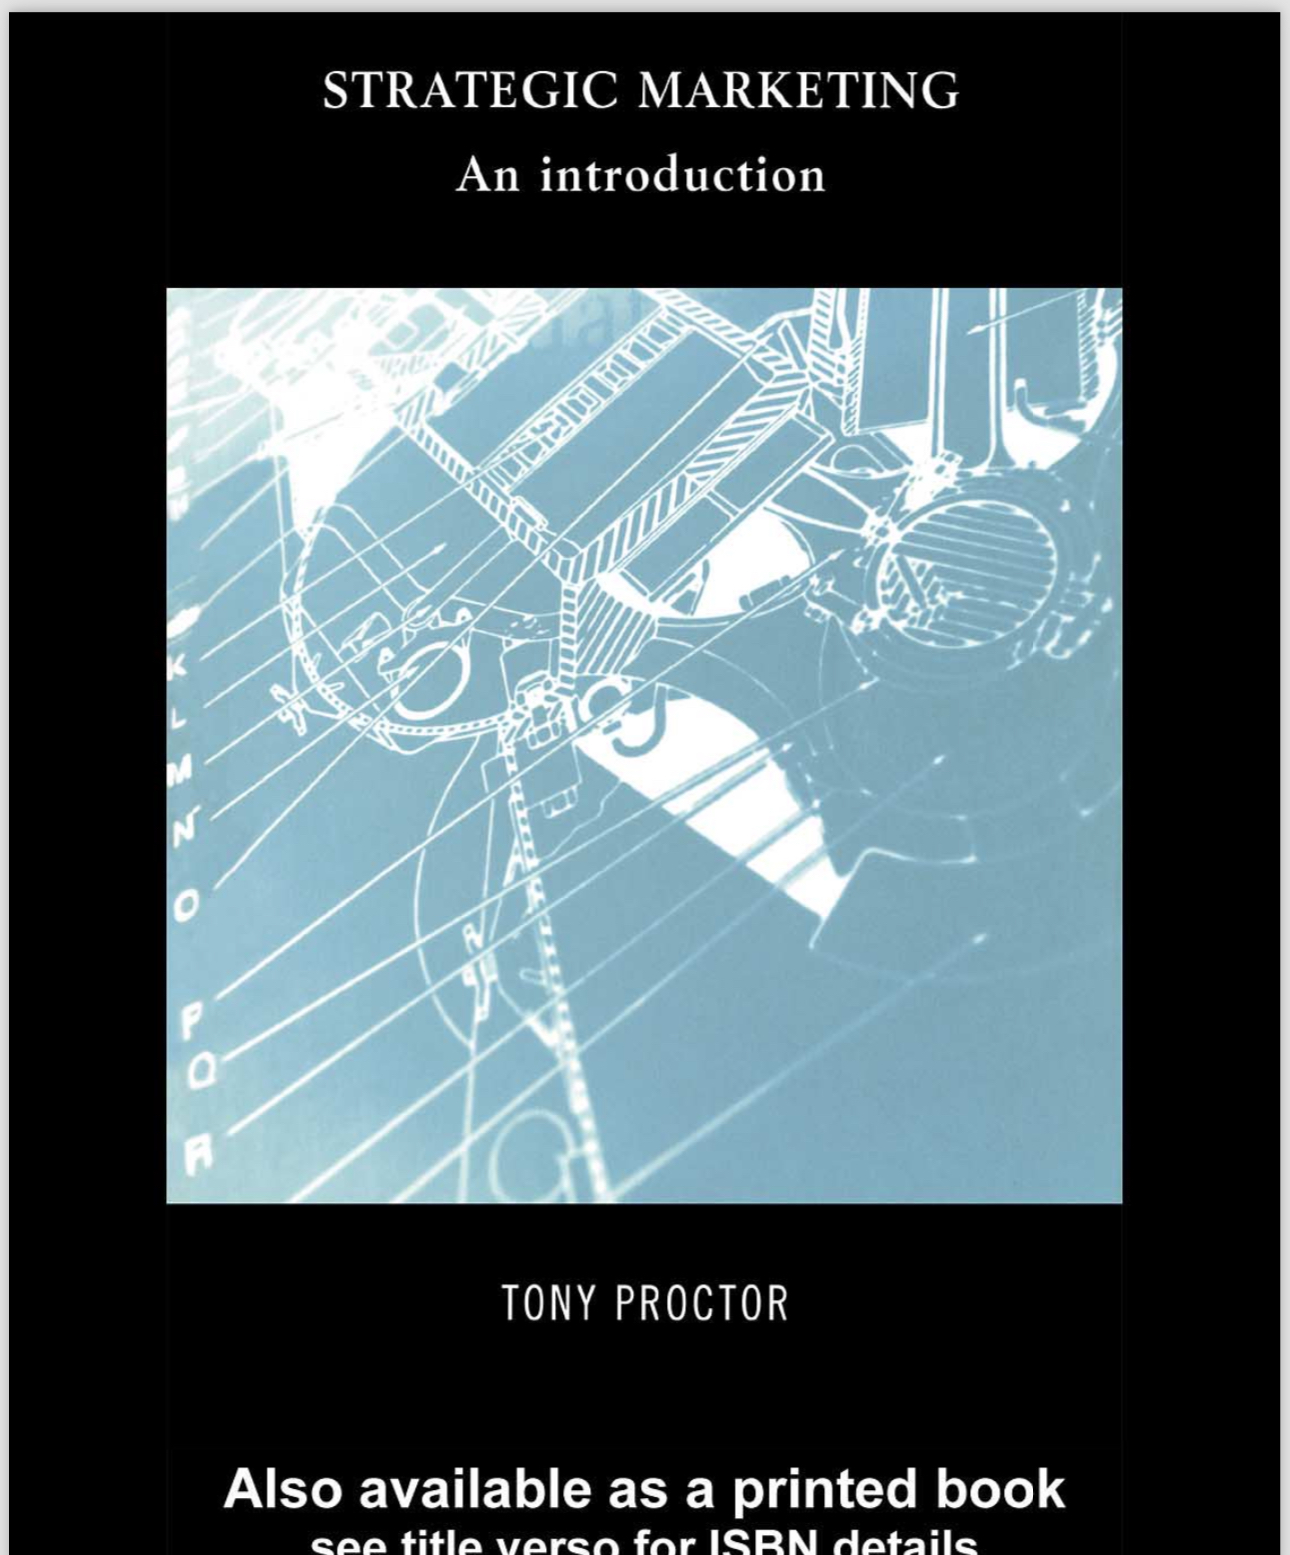 STRATEGIC MARKETING
An introduction
K
L
M
N
O
P
Q
R
TONY PROCTOR
Also available as a printed book
see title verso for ISBN details